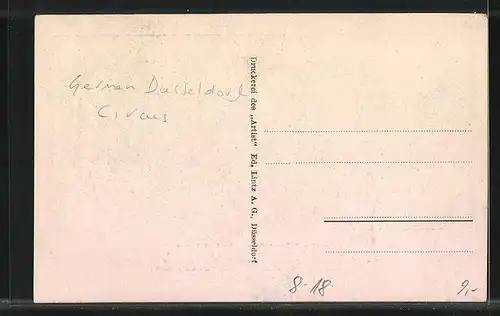 German Dusseldorf
Circus
Druckerei des „Artist" Ed. Lintz A. G., Düsseldorf
8-18
9,-